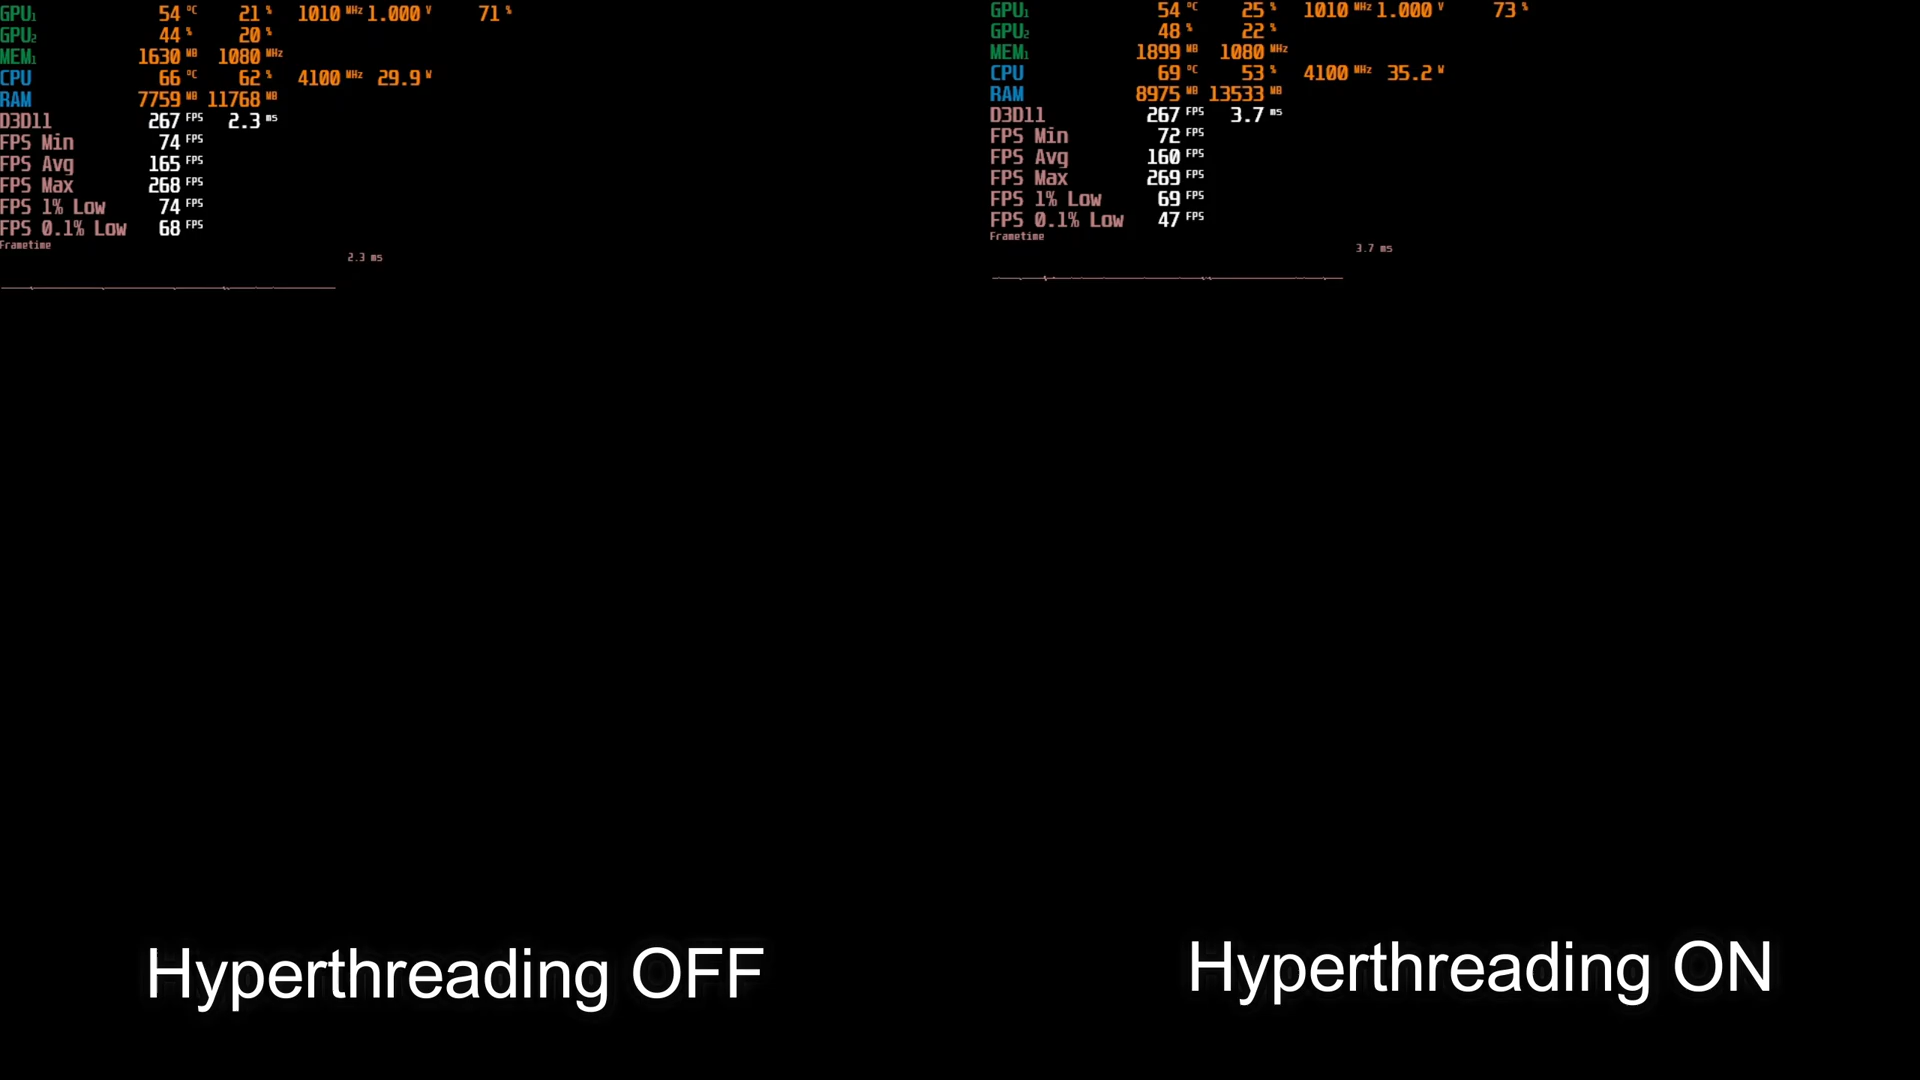 GPU1 54 °C 21 % 1010 MHz 1.000 V 71 %
GPU2 44 % 20 %
MEM1 1630 MB 1080 MHz
CPU 66 °C 62 % 4100 MHz 29.9 W
RAM 7759 MB 11768 MB
D3D11 267 FPS 2.3 ms
FPS Min 74 FPS
FPS Avg 165 FPS
FPS Max 268 FPS
FPS 1% Low 74 FPS
FPS 0.1% Low 68 FPS
Frametime
2.3 ms
Hyperthreading OFF
GPU1 54 °C 25 % 1010 MHz 1.000 V 73 %
GPU2 48 % 22 %
MEM1 1899 MB 1080 MHz
CPU 69 °C 53 % 4100 MHz 35.2 W
RAM 8975 MB 13533 MB
D3D11 267 FPS 3.7 ms
FPS Min 72 FPS
FPS Avg 160 FPS
FPS Max 269 FPS
FPS 1% Low 69 FPS
FPS 0.1% Low 47 FPS
Frametime
3.7 ms
Hyperthreading ON